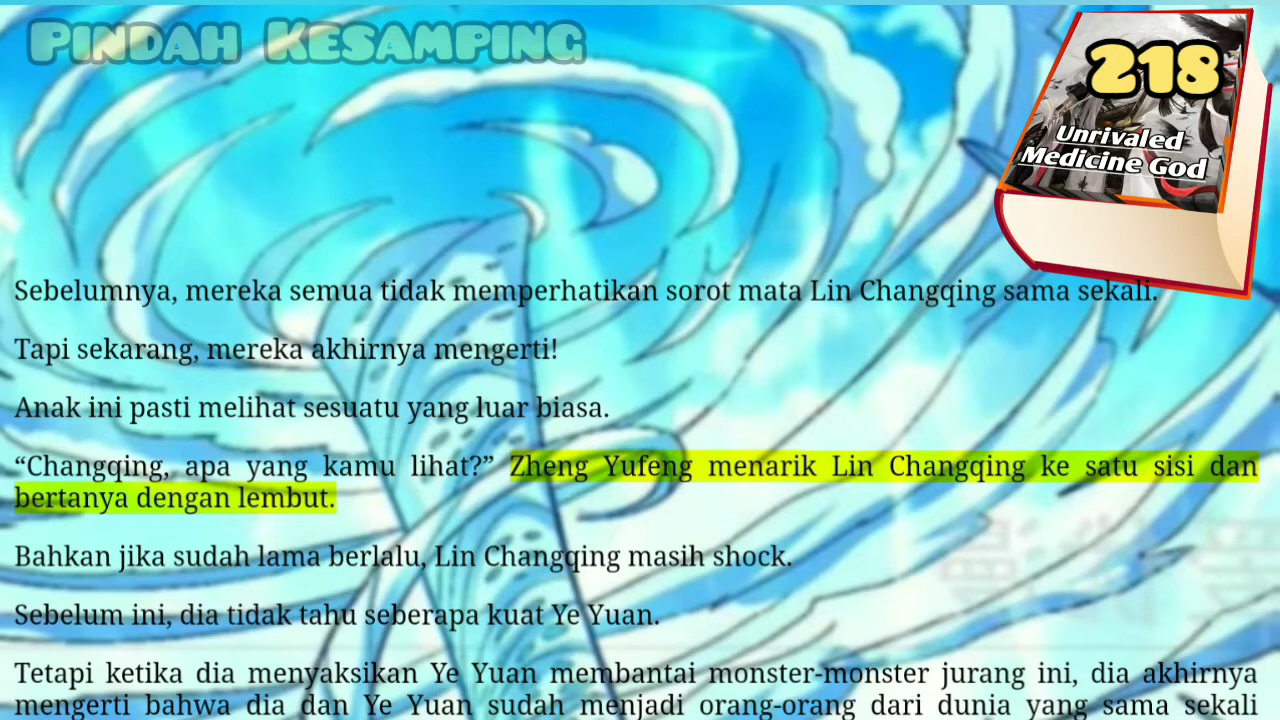 Pindah Kesamping
218
Unrivaled
Medicine God
Sebelumnya, mereka semua tidak memperhatikan sorot mata Lin Changqing sama sekali.
Tapi sekarang, mereka akhirnya mengerti!
Anak ini pasti melihat sesuatu yang luar biasa.
“Changqing, apa yang kamu lihat?” Zheng Yufeng menarik Lin Changqing ke satu sisi dan
bertanya dengan lembut.
Bahkan jika sudah lama berlalu, Lin Changqing masih shock.
Sebelum ini, dia tidak tahu seberapa kuat Ye Yuan.
Tetapi ketika dia menyaksikan Ye Yuan membantai monster-monster jurang ini, dia akhirnya
mengerti bahwa dia dan Ye Yuan sudah menjadi orang-orang dari dunia yang sama sekali